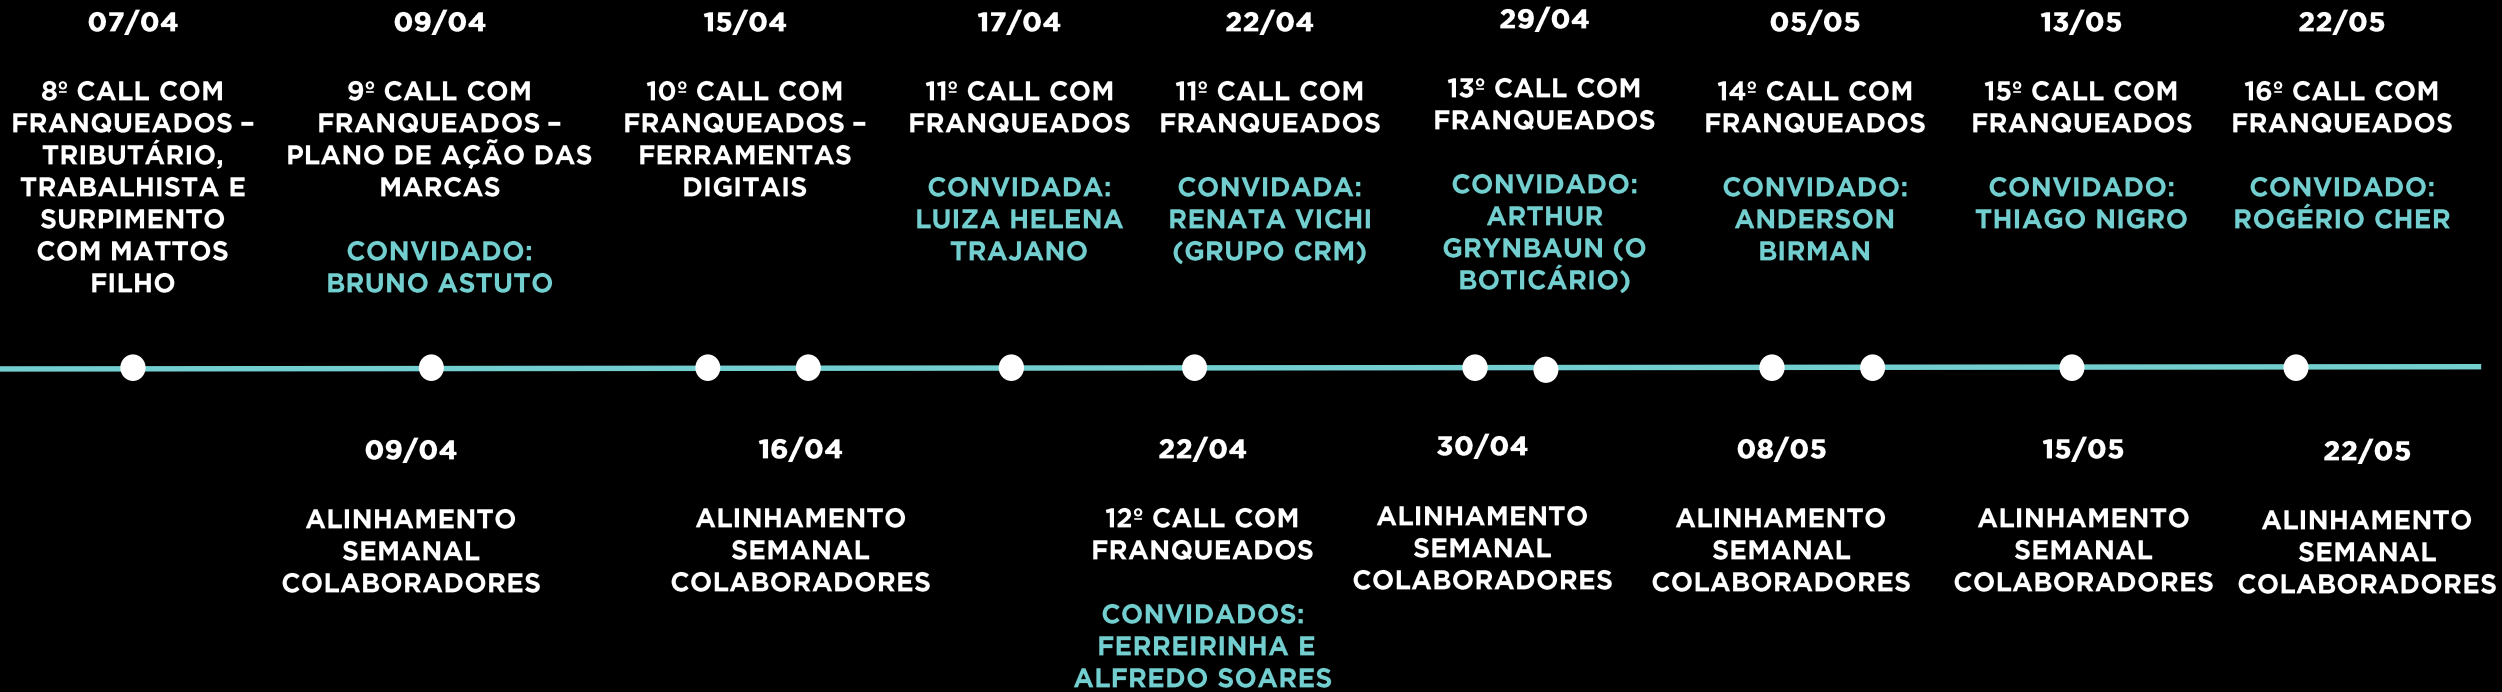 07/04
8º CALL COM
FRANQUEADOS –
TRIBUTÁRIO,
TRABALHISTA E
SURPIMENTO
COM MATTOS
FILHO
09/04
9º CALL COM
FRANQUEADOS –
PLANO DE AÇÃO DAS
MARCAS
CONVIDADO:
BRUNO ASTUTO
15/04
10º CALL COM
FRANQUEADOS –
FERRAMENTAS
DIGITAIS
17/04
11º CALL COM
FRANQUEADOS
CONVIDADA:
LUIZA HELENA
TRAJANO
22/04
11º CALL COM
FRANQUEADOS
CONVIDADA:
RENATA VICHI
(GRUPO CRM)
29/04
13º CALL COM
FRANQUEADOS
CONVIDADO:
ARTHUR
GRYNBAUN (O
BOTICÁRIO)
05/05
14º CALL COM
FRANQUEADOS
CONVIDADO:
ANDERSON
BIRMAN
13/05
15º CALL COM
FRANQUEADOS
CONVIDADO:
THIAGO NIGRO
22/05
16º CALL COM
FRANQUEADOS
CONVIDADO:
ROGÉRIO CHER
09/04
ALINHAMENTO
SEMANAL
COLABORADORES
16/04
ALINHAMENTO
SEMANAL
COLABORADORES
22/04
12º CALL COM
FRANQUEADOS
CONVIDADOS:
FERREIRINHA E
ALFREDO SOARES
30/04
ALINHAMENTO
SEMANAL
COLABORADORES
08/05
ALINHAMENTO
SEMANAL
COLABORADORES
15/05
ALINHAMENTO
SEMANAL
COLABORADORES
22/05
ALINHAMENTO
SEMANAL
COLABORADORES